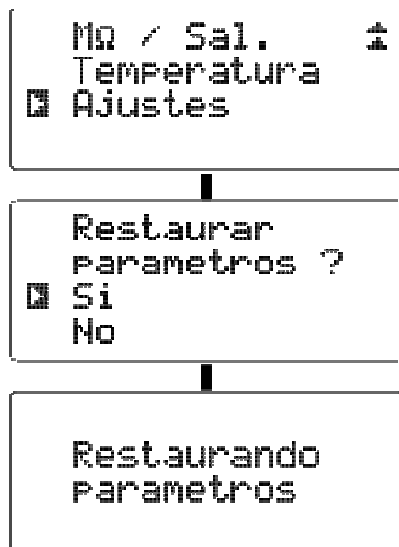 MΩ / Sal.
Temperatura
Ajustes
Restaurar
parametros ?
Si
No
Restaurando
parametros